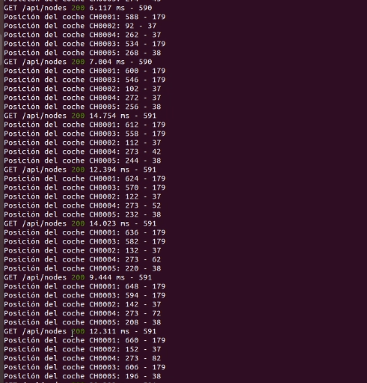 GET /api/nodes 200 6.117 ms - 590
Posición del coche CH0001: 588 - 179
Posición del coche CH0002: 92 - 37
Posición del coche CH0004: 262 - 37
Posición del coche CH0003: 534 - 179
Posición del coche CH0005: 268 - 38
GET /api/nodes 200 7.004 ms - 590
Posición del coche CH0001: 600 - 179
Posición del coche CH0003: 546 - 179
Posición del coche CH0002: 102 - 37
Posición del coche CH0004: 272 - 37
Posición del coche CH0005: 256 - 38
GET /api/nodes 200 14.754 ms - 591
Posición del coche CH0001: 612 - 179
Posición del coche CH0003: 558 - 179
Posición del coche CH0002: 112 - 37
Posición del coche CH0004: 273 - 42
Posición del coche CH0005: 244 - 38
GET /api/nodes 200 12.394 ms - 591
Posición del coche CH0001: 624 - 179
Posición del coche CH0003: 570 - 179
Posición del coche CH0002: 122 - 37
Posición del coche CH0004: 273 - 52
Posición del coche CH0005: 232 - 38
GET /api/nodes 200 14.023 ms - 591
Posición del coche CH0001: 636 - 179
Posición del coche CH0003: 582 - 179
Posición del coche CH0002: 132 - 37
Posición del coche CH0004: 273 - 62
Posición del coche CH0005: 220 - 38
GET /api/nodes 200 9.444 ms - 591
Posición del coche CH0001: 648 - 179
Posición del coche CH0003: 594 - 179
Posición del coche CH0002: 142 - 37
Posición del coche CH0004: 273 - 72
Posición del coche CH0005: 208 - 38
GET /api/nodes 200 12.311 ms - 591
Posición del coche CH0001: 660 - 179
Posición del coche CH0002: 152 - 37
Posición del coche CH0004: 273 - 82
Posición del coche CH0003: 606 - 179
Posición del coche CH0005: 196 - 38